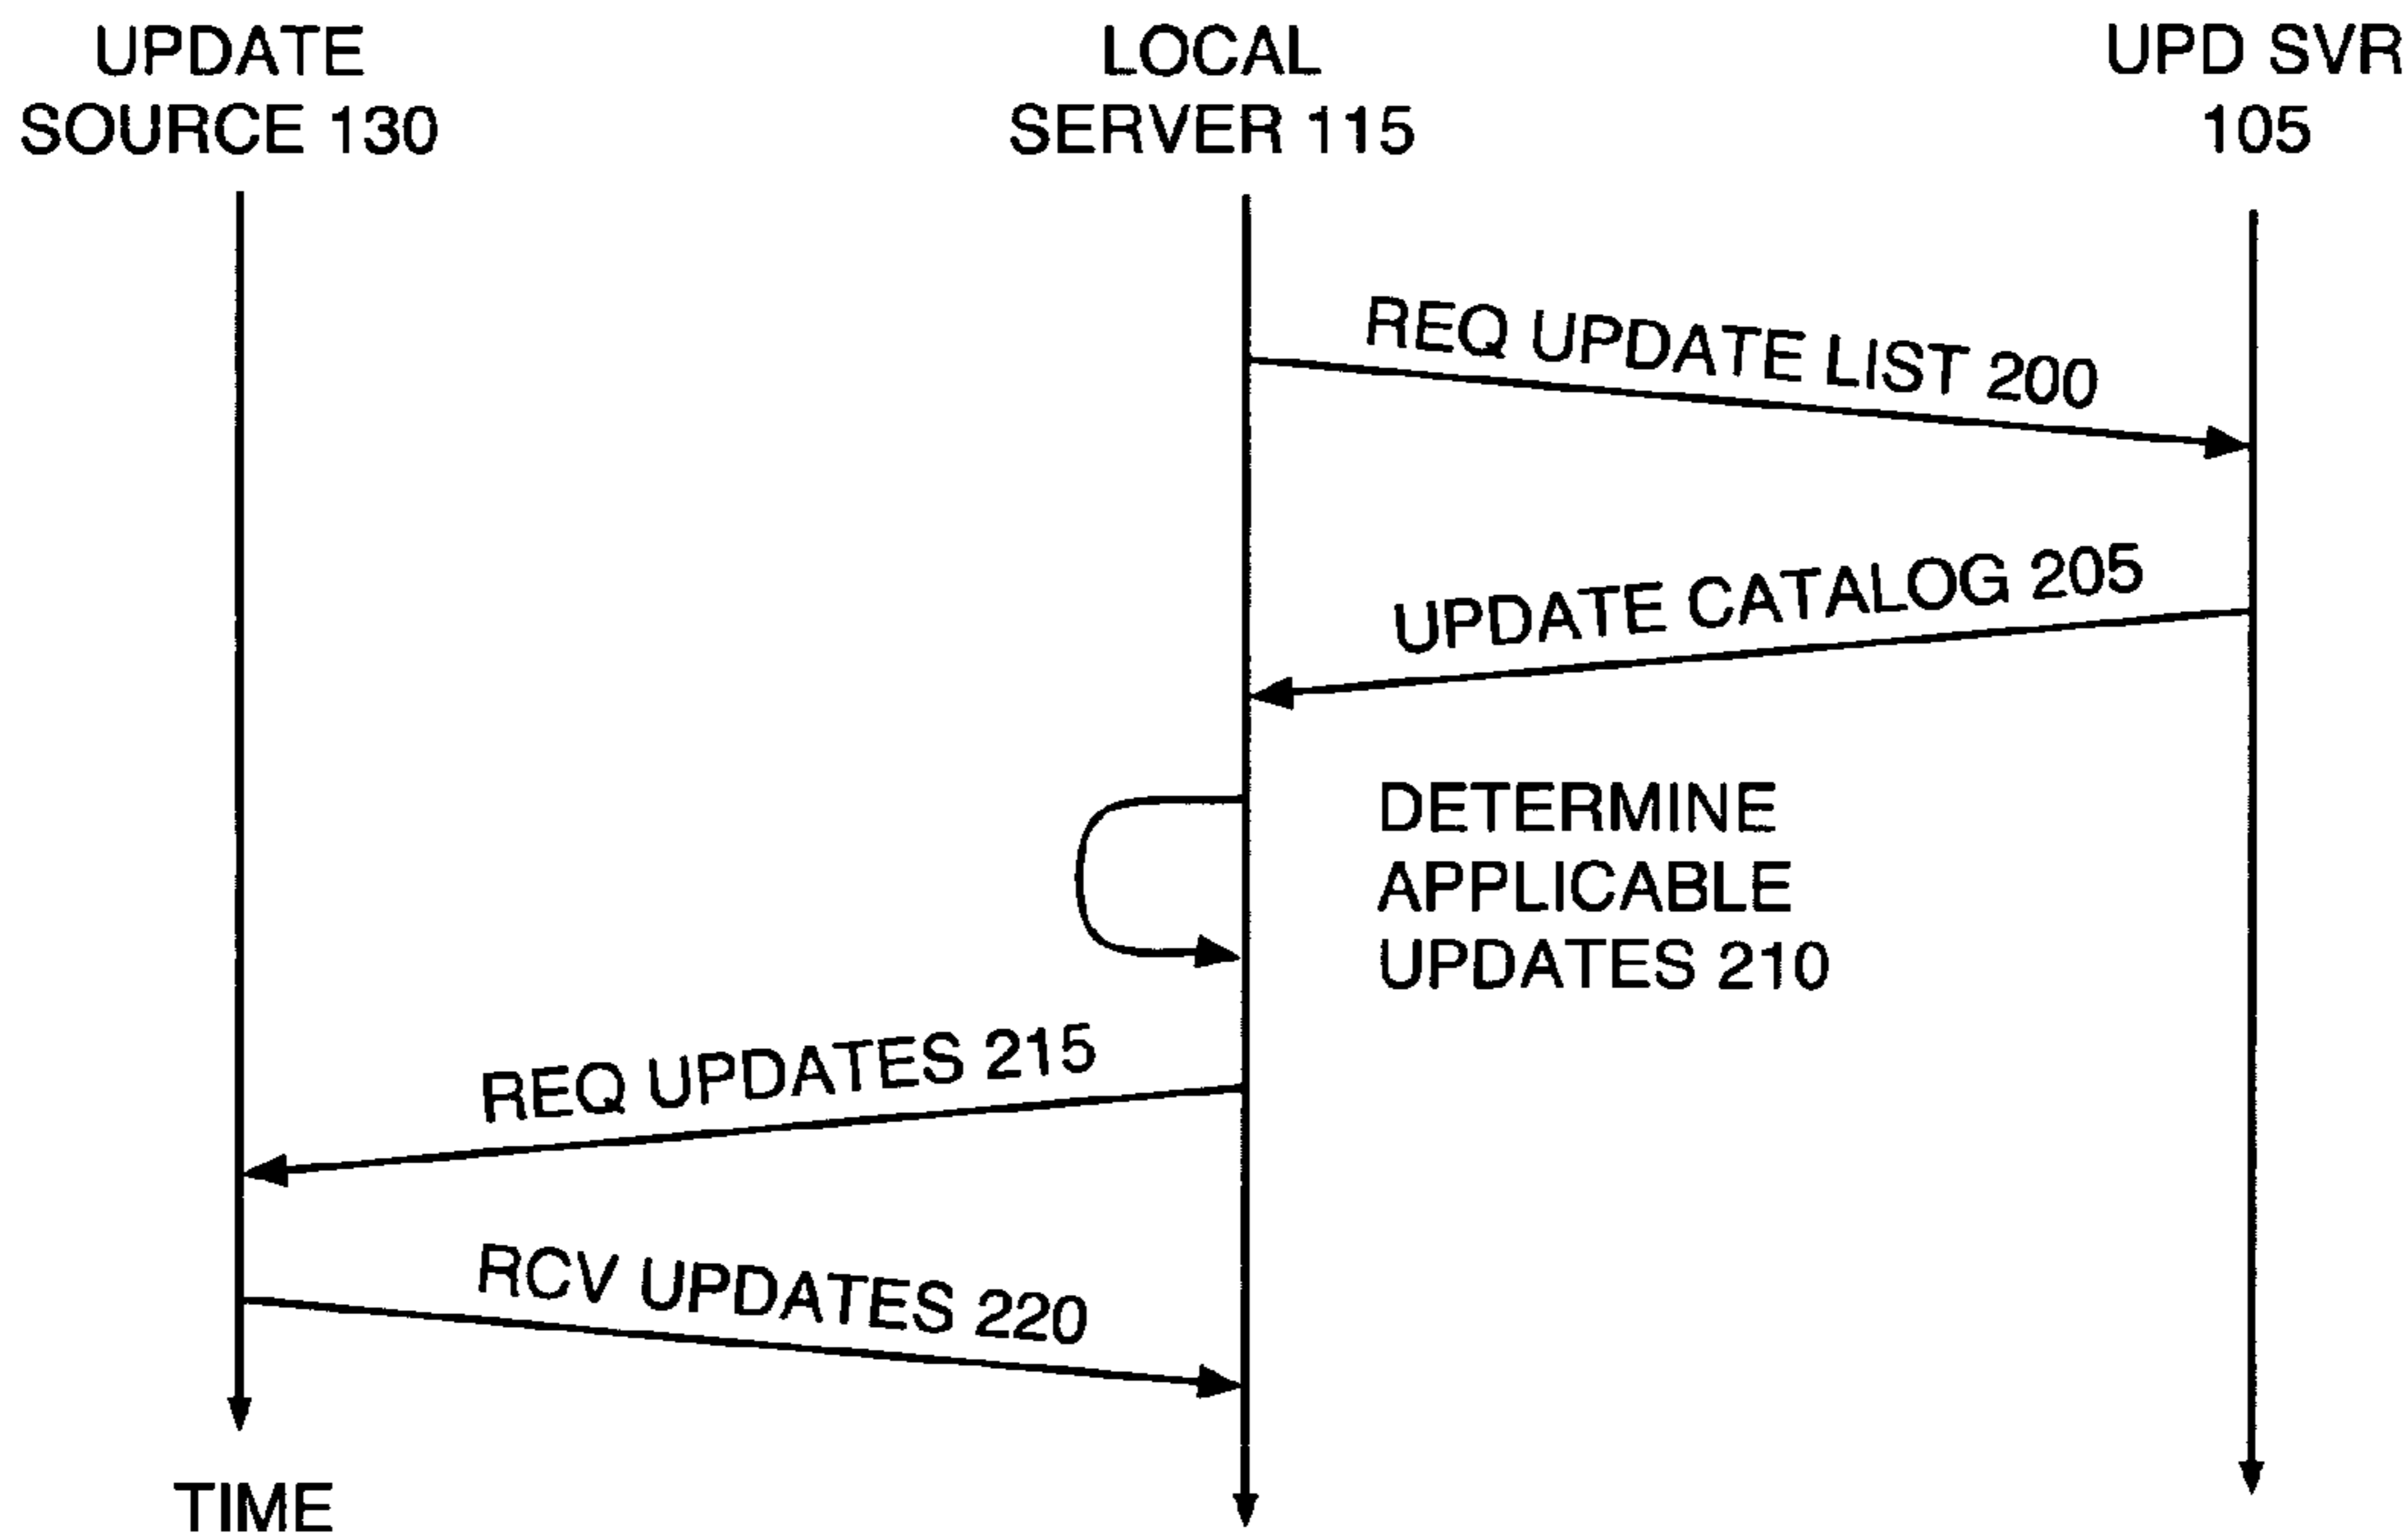 UPDATE
SOURCE 130
LOCAL
SERVER 115
UPD SVR
105
REQ UPDATE LIST 200
UPDATE CATALOG 205
DETERMINE
APPLICABLE
UPDATES 210
REQ UPDATES 215
RCV UPDATES 220
TIME